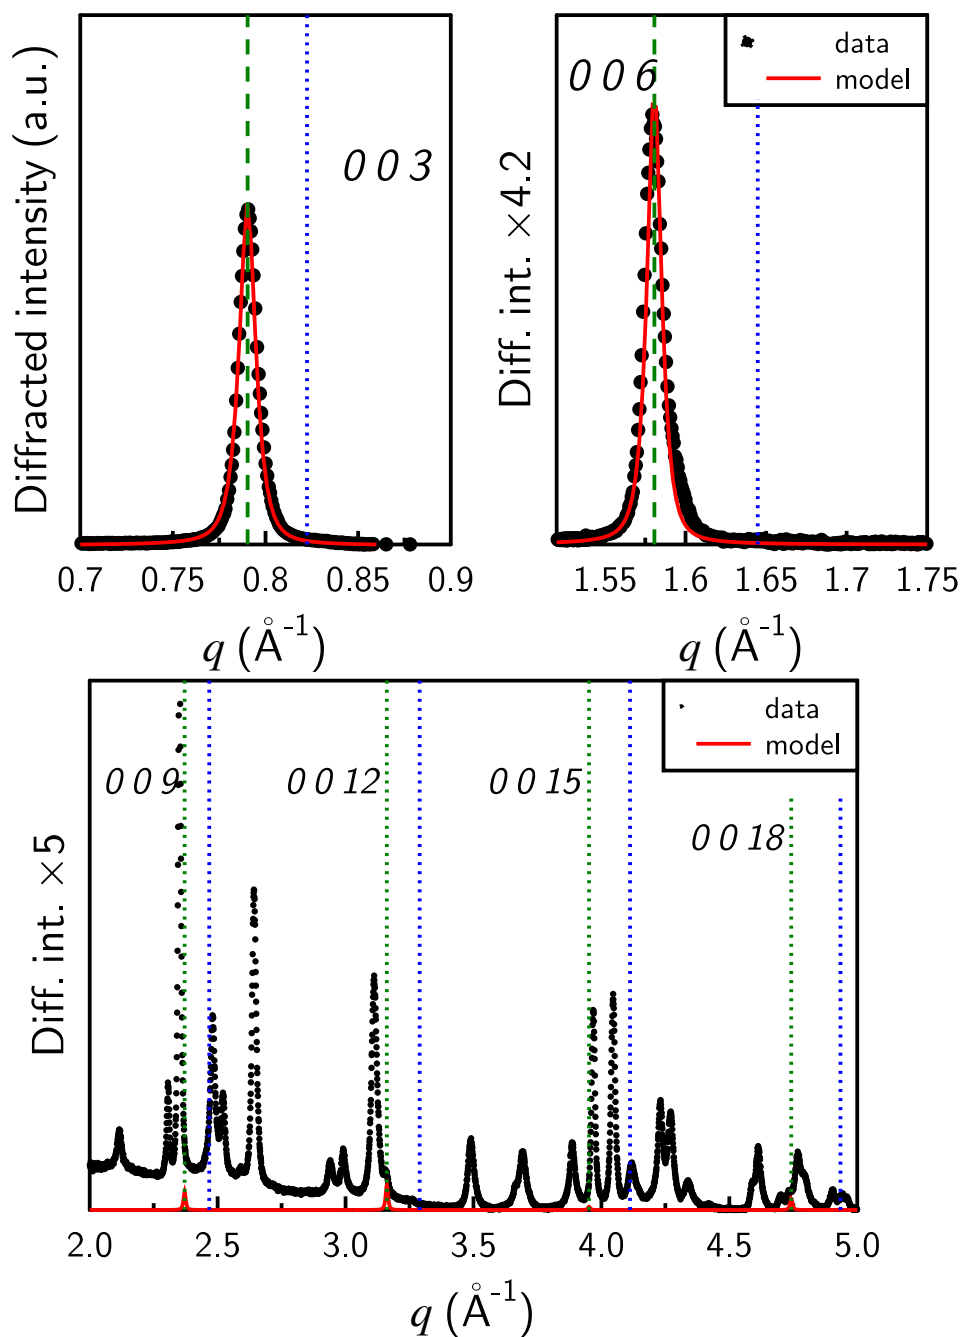 Diffracted intensity (a.u.)
0 0 3
0.7 0.75 0.8 0.85 0.9
q (Å-1)
Diff. int. ×4.2
0 0 6
data
model
1.55 1.6 1.65 1.7 1.75
q (Å-1)
Diff. int. ×5
data
model
0 0 9 0 0 12 0 0 15
0 0 18
2.0 2.5 3.0 3.5 4.0 4.5 5.0
q (Å-1)